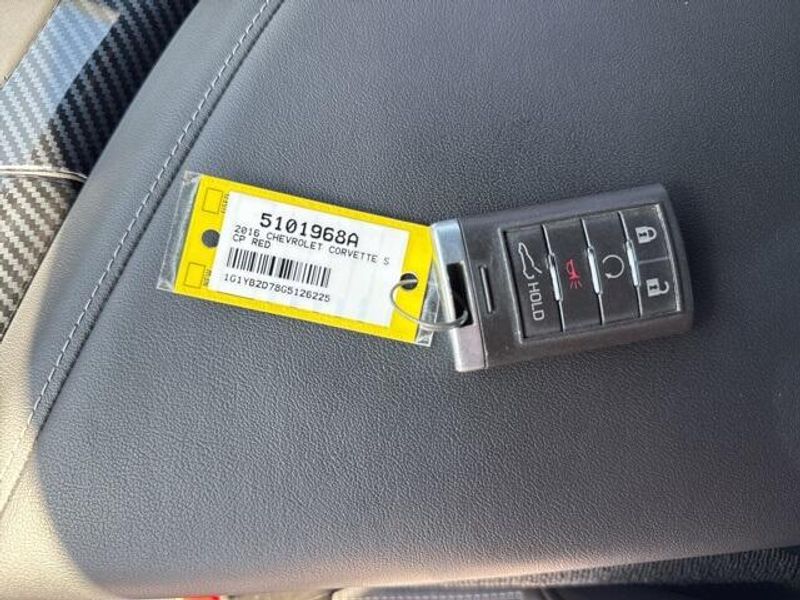 5101968A
2016 CHEVROLET CORVETTE S
CP RED
1G1YB2D78G5126225
HOLD